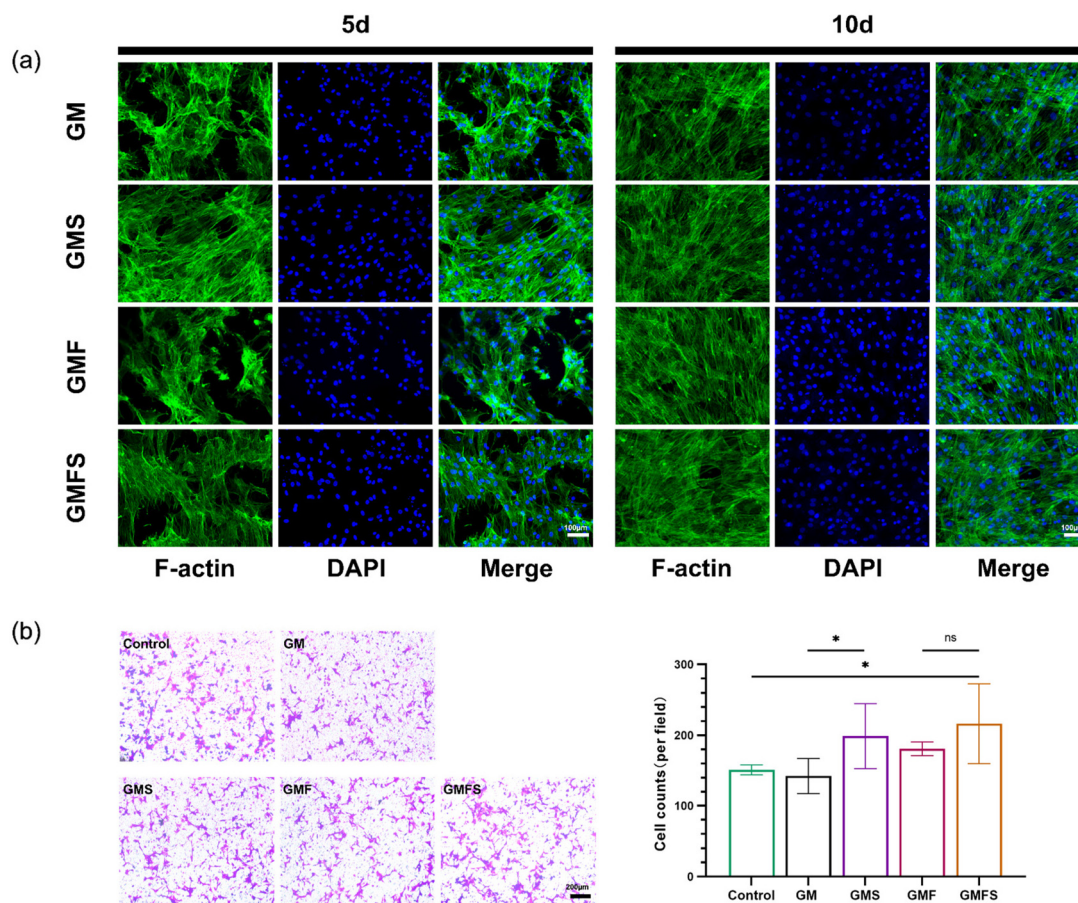 5d 10d
(a)
GM
GMS
GMF
GMFS
100μm 100μ
F-actin DAPI Merge F-actin DAPI Merge
(b)
Control GM
GMS GMF GMFS
200μm
* ns
*
Cell counts (per field)
300
200
100
0
Control GM GMS GMF GMFS